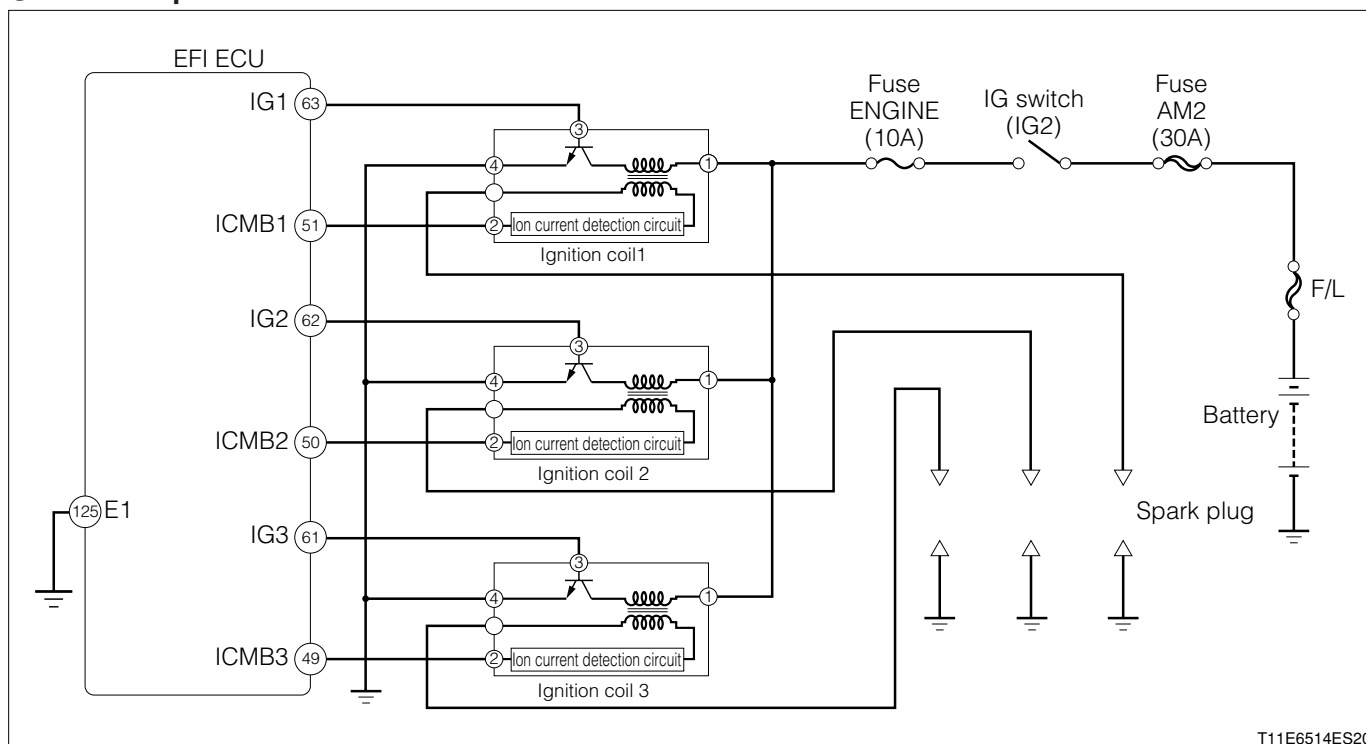 EFI ECU
IG1 63
ICMB1 51
IG2 62
ICMB2 50
125 E1
IG3 61
ICMB3 49
3
4
1
2 Ion current detection circuit
Ignition coil1
3
4
1
2 Ion current detection circuit
Ignition coil 2
3
4
1
2 Ion current detection circuit
Ignition coil 3
Fuse
ENGINE
(10A)
IG switch
(IG2)
Fuse
AM2
(30A)
F/L
Battery
Spark plug
T11E6514ES20